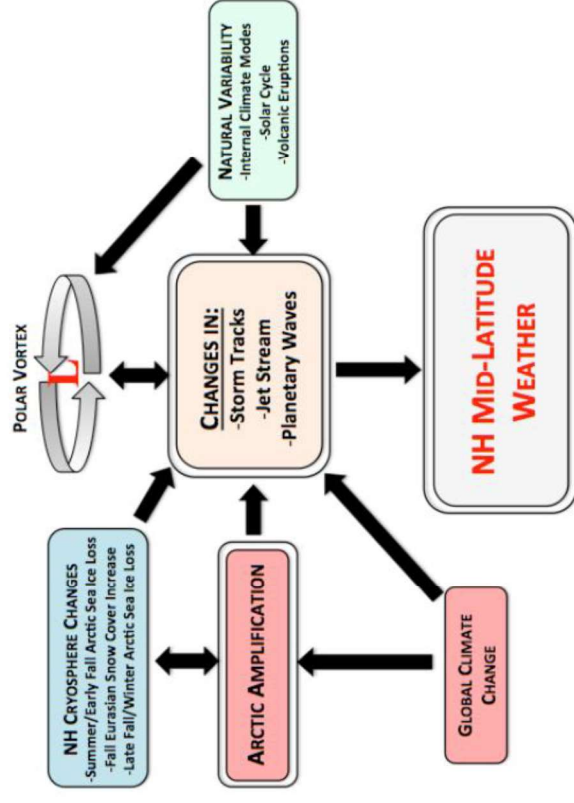 POLAR VORTEX
L
NH CRYOSPHERE CHANGES
-Summer/Early Fall Arctic Sea Ice Loss
-Fall Eurasian Snow Cover Increase
-Late Fall/Winter Arctic Sea Ice Loss
NATURAL VARIABILITY
-Internal Climate Modes
-Solar Cycle
-Volcanic Eruptions
ARCTIC AMPLIFICATION
CHANGES IN:
-Storm Tracks
-Jet Stream
-Planetary Waves
GLOBAL CLIMATE
CHANGE
NH MID-LATITUDE
WEATHER